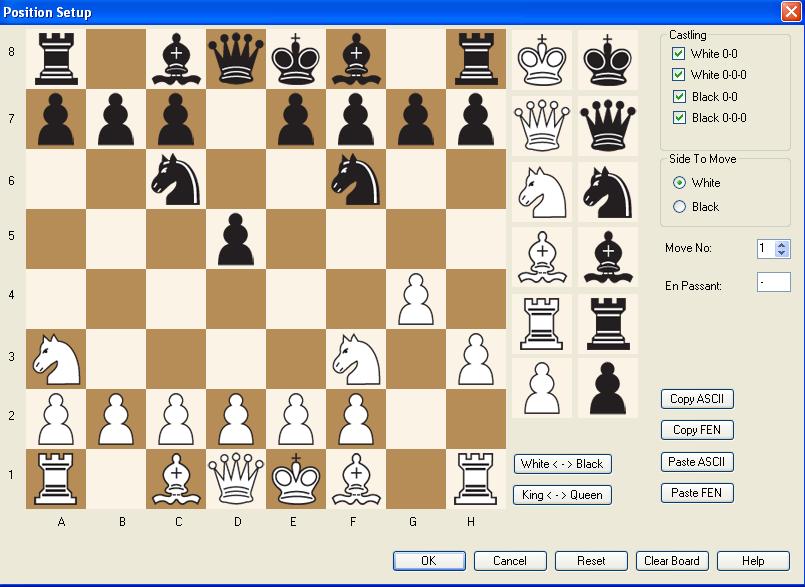 Position Setup
8
7
6
5
4
3
2
1
A B C D E F G H
White < - > Black
King < - > Queen
Castling
White 0-0
White 0-0-0
Black 0-0
Black 0-0-0
Side To Move
White
Black
Move No: 1
En Passant: -
Copy ASCII
Copy FEN
Paste ASCII
Paste FEN
OK Cancel Reset Clear Board Help